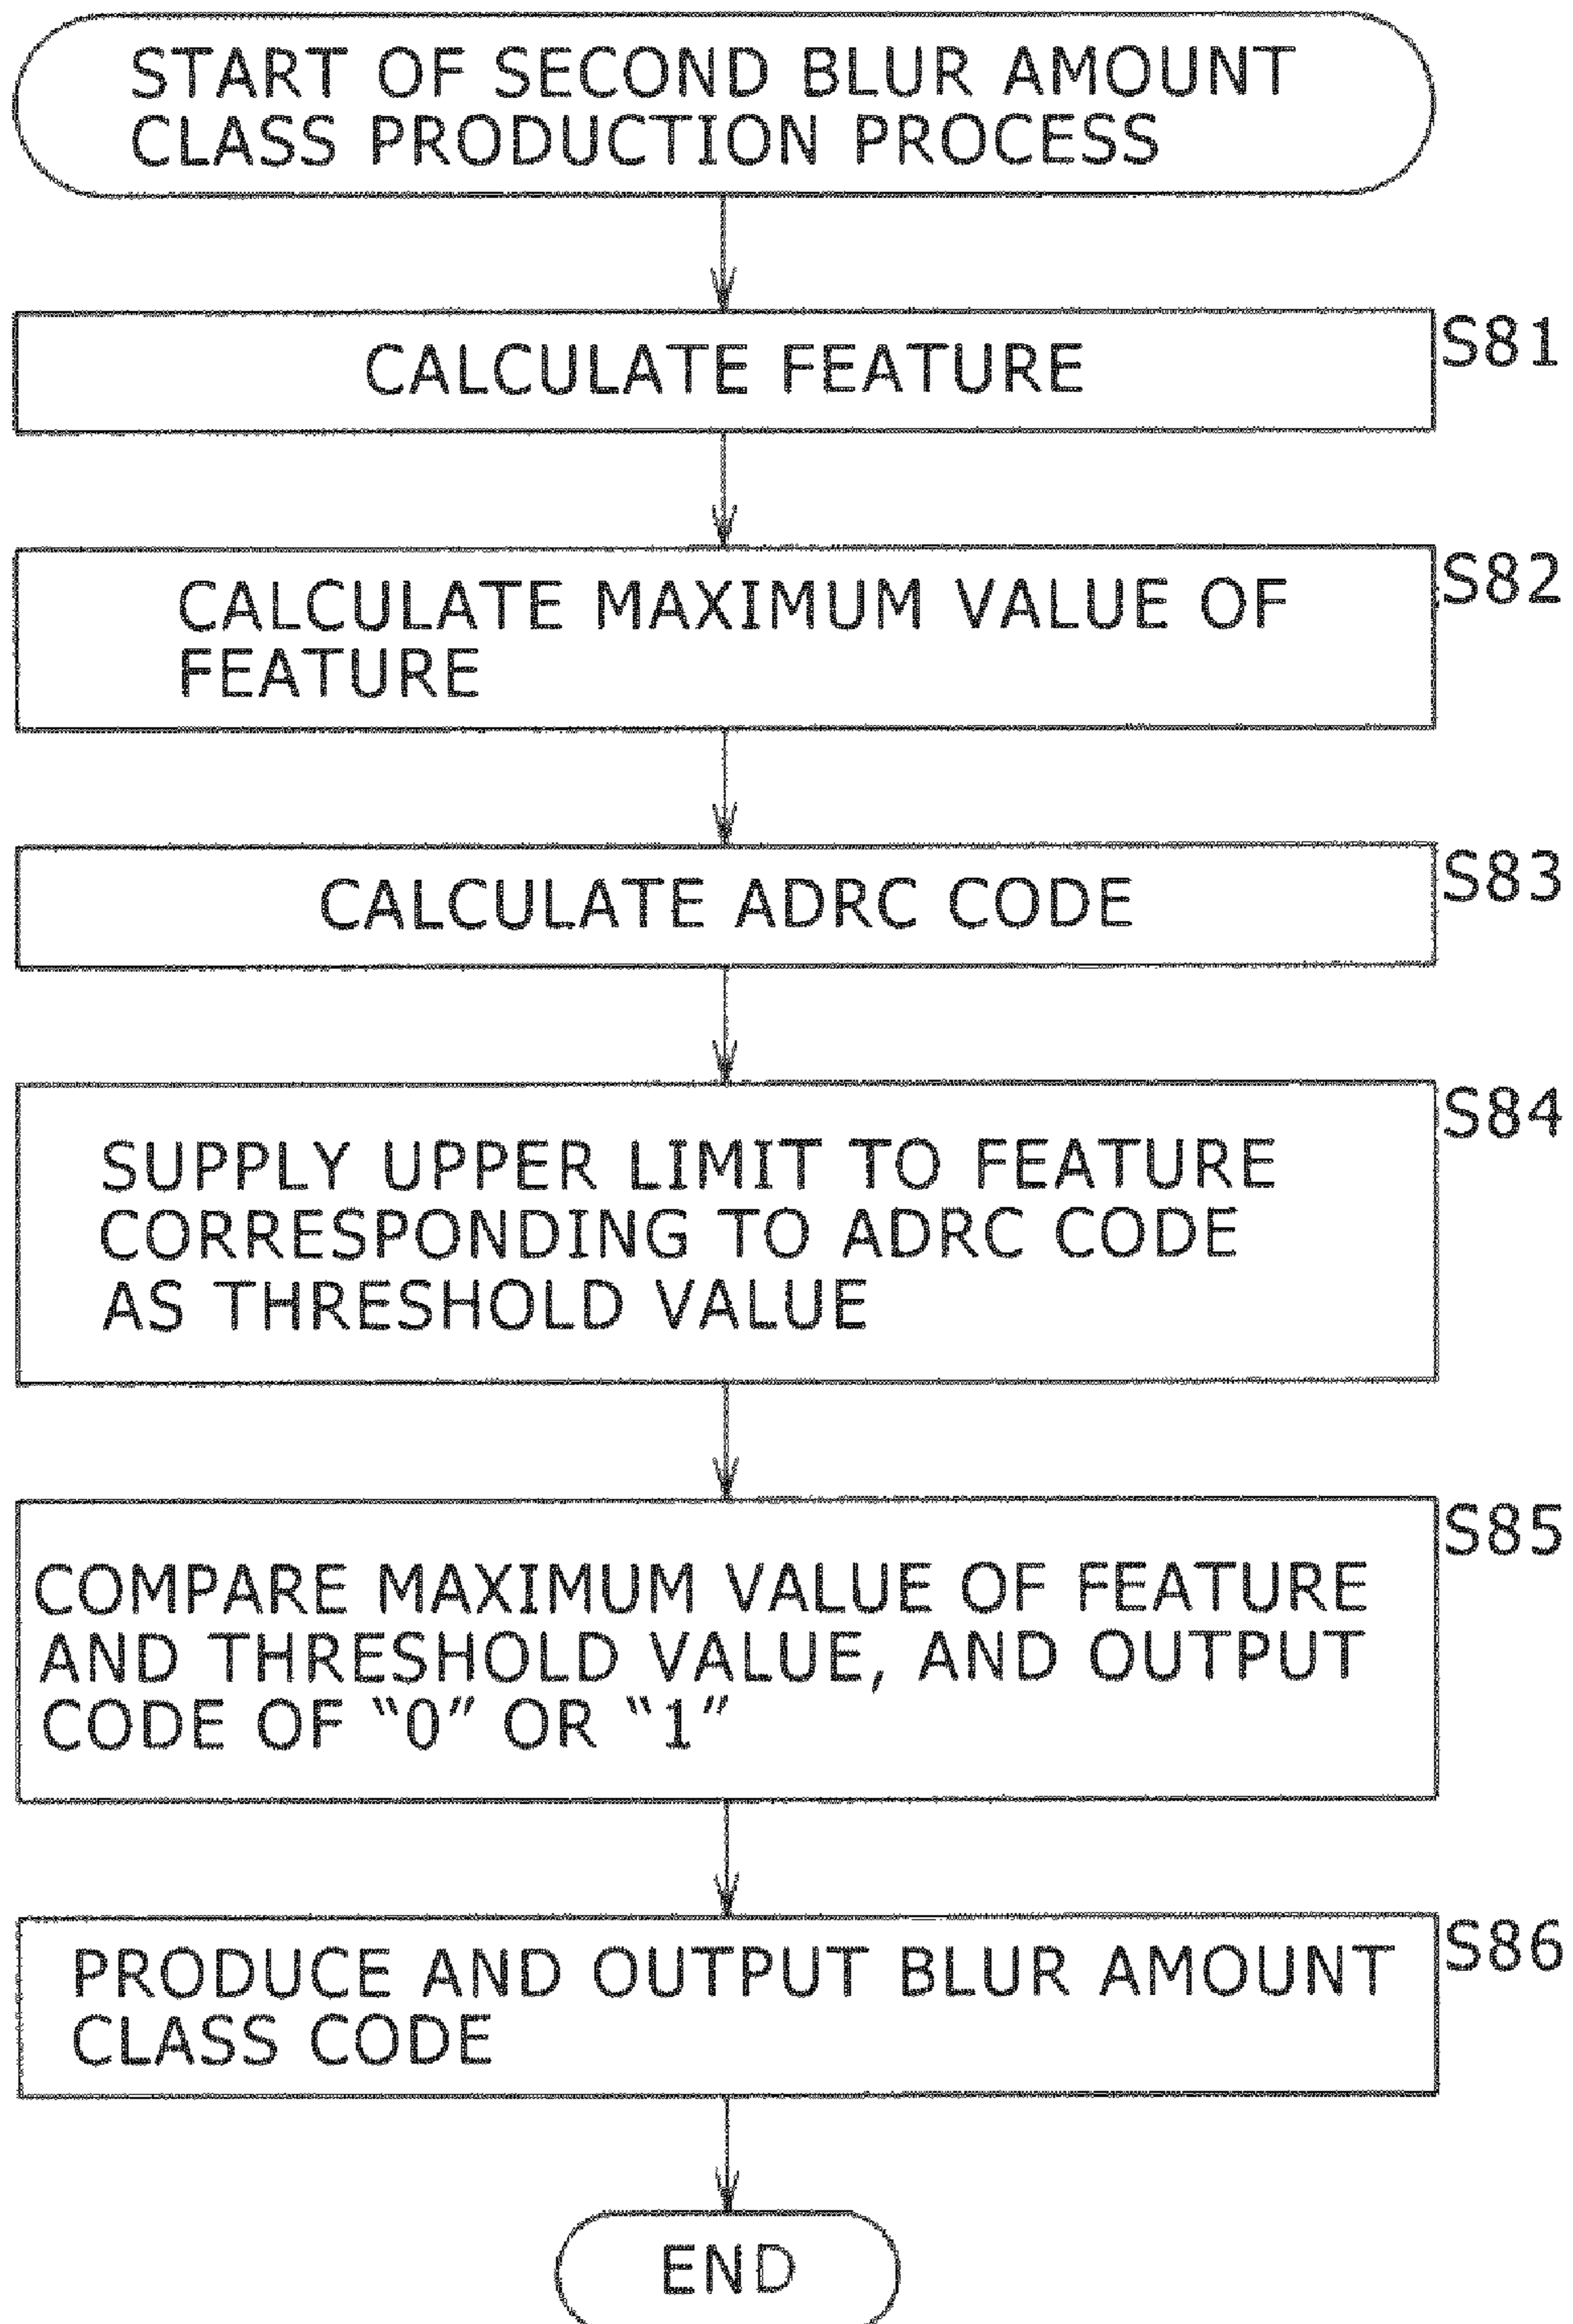 START OF SECOND BLUR AMOUNT
CLASS PRODUCTION PROCESS
S81
CALCULATE FEATURE
S82
CALCULATE MAXIMUM VALUE OF
FEATURE
S83
CALCULATE ADRC CODE
S84
SUPPLY UPPER LIMIT TO FEATURE
CORRESPONDING TO ADRC CODE
AS THRESHOLD VALUE
S85
COMPARE MAXIMUM VALUE OF FEATURE
AND THRESHOLD VALUE, AND OUTPUT
CODE OF “0” OR “1”
S86
PRODUCE AND OUTPUT BLUR AMOUNT
CLASS CODE
END